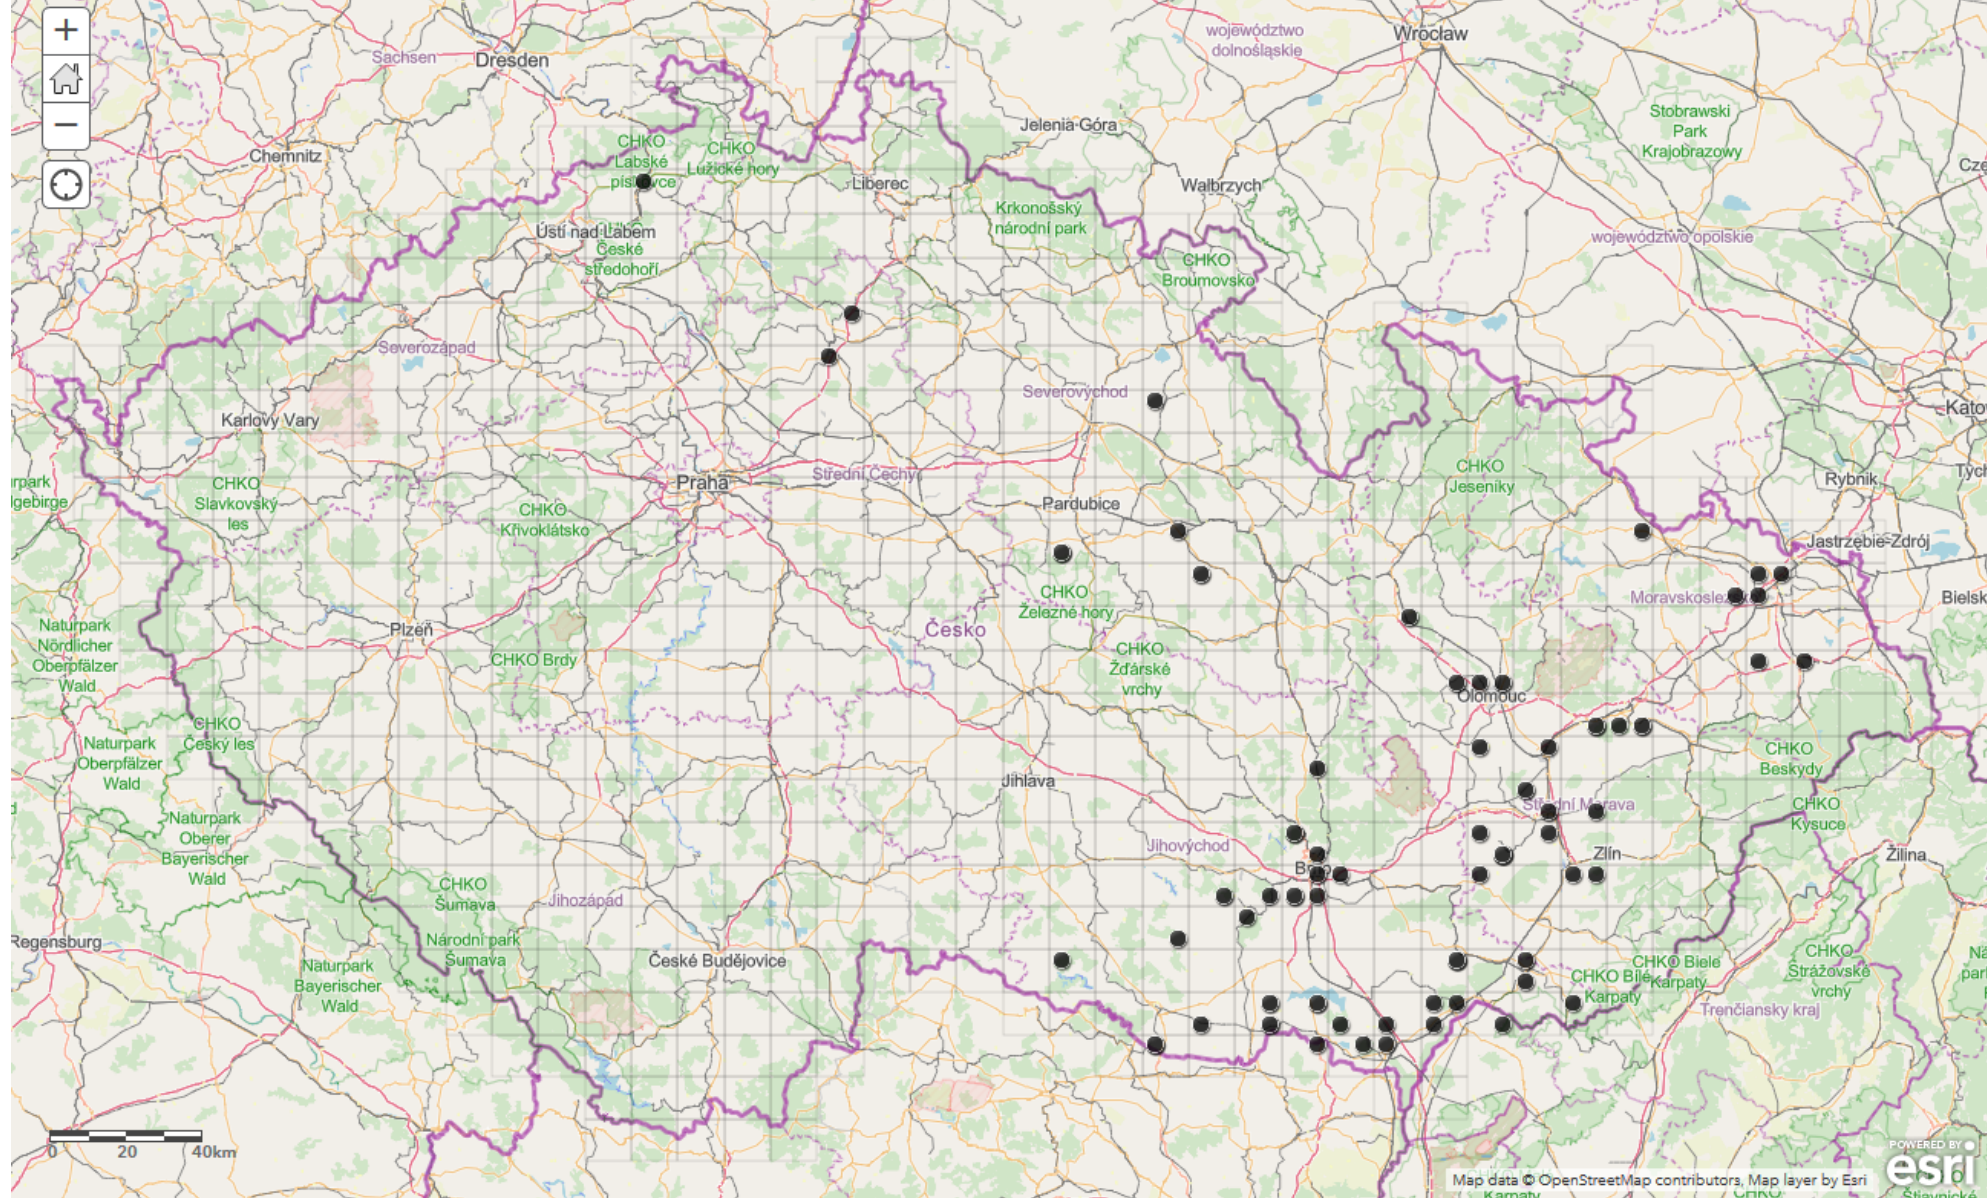 +
−
Sachsen
Dresden
województwo
dolnośląskie
Wrocław
Stobrawski
Park
Krajobrazowy
Jelenia Góra
Chemnitz
CHKO
Labské
CHKO
Lužické hory
Liberec
Wałbrzych
Krkonošský
národní park
Ústí nad Labem
České
středohoří
województwo opolskie
CHKO
Broumovsko
Severozápad
Severovýchod
Karlovy Vary
CHKO
Slavkovský
les
Praha
Střední Čechy
CHKO
Jeseníky
Rybnik
Pardubice
CHKO
Křivoklátsko
Jastrzębie-Zdrój
CHKO
Železné hory
Česko
Bielsk
Plzeň
CHKO Brdy
CHKO
Žďárské
vrchy
Naturpark
Nördlicher
Oberpfälzer
Wald
Olomouc
CHKO
Český les
Naturpark
Oberpfälzer
Wald
Jihlava
CHKO
Beskydy
Střední Morava
CHKO
Kysuce
Naturpark
Oberer
Bayerischer
Wald
Jihovýchod
Zlín
Žilina
CHKO
Šumava
Jihozápad
Národní park
Šumava
Regensburg
České Budějovice
Naturpark
Bayerischer
Wald
CHKO Bílé
Karpaty
CHKO Biele
Karpaty
CHKO
Strážovské
vrchy
Trenčiansky kraj
0 20 40km
POWERED BY
esri
Map data © OpenStreetMap contributors, Map layer by Esri